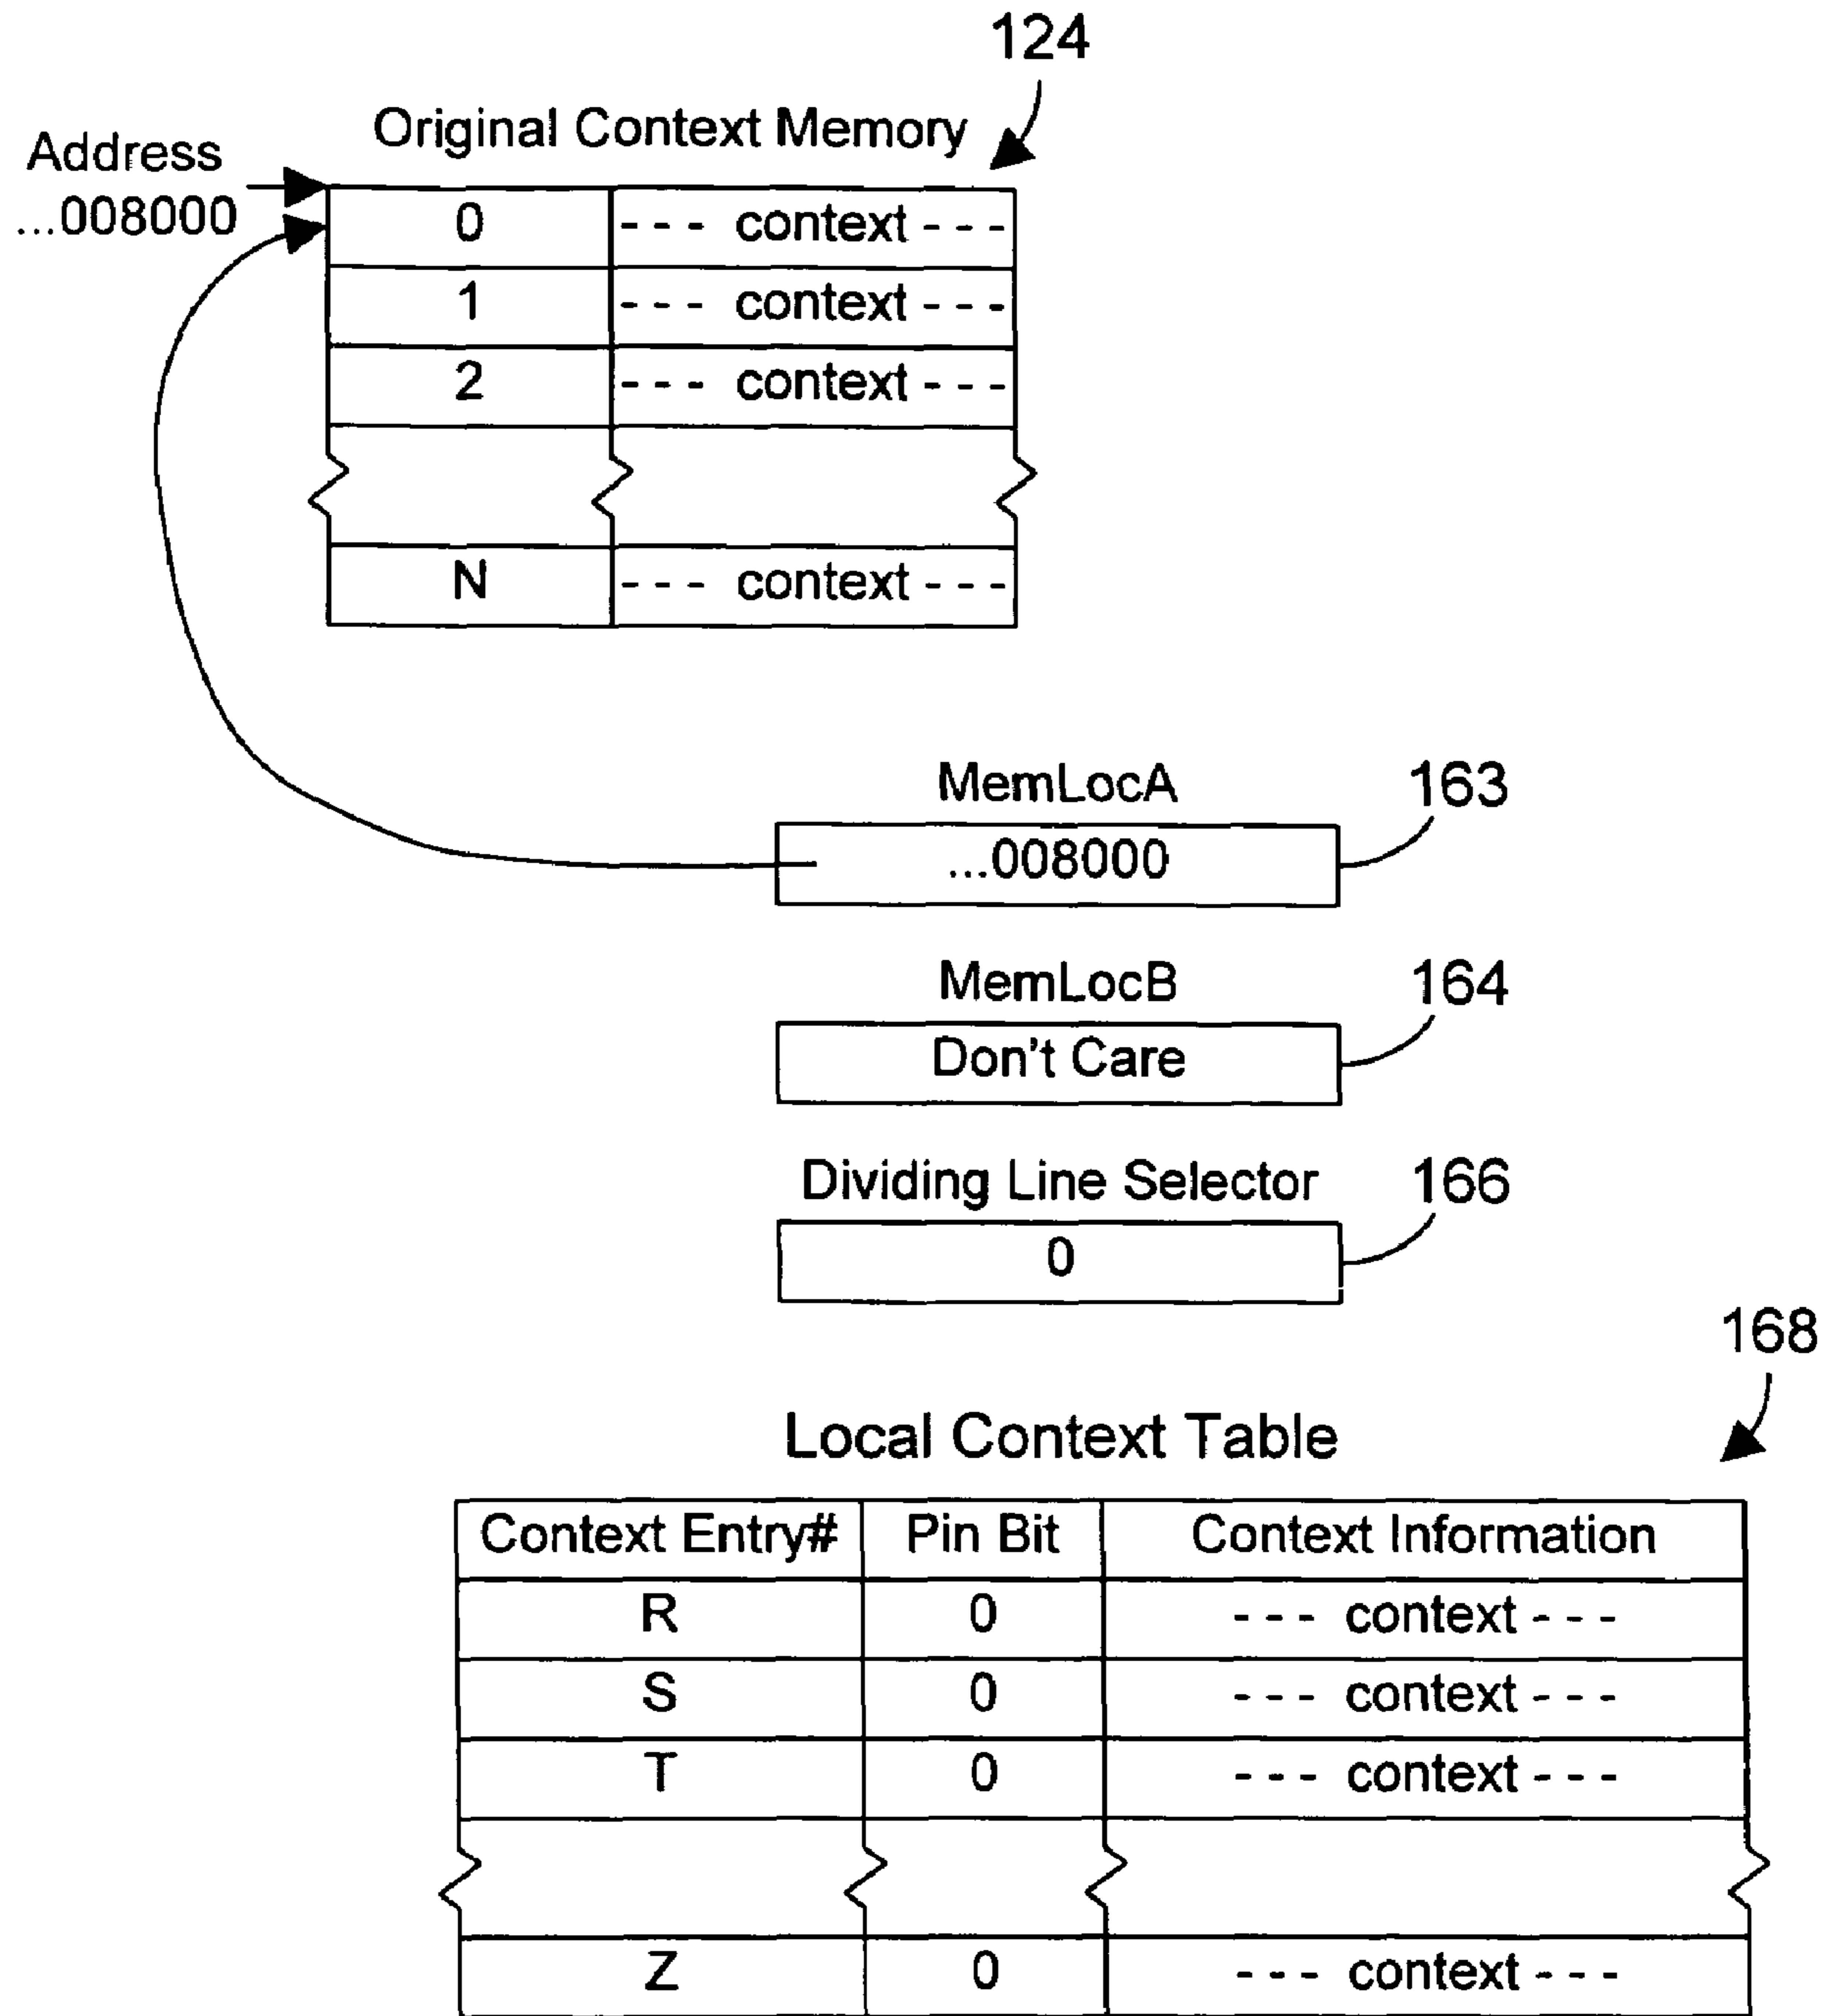 124
Original Context Memory
Address
...008000
0 --- context ---
1 --- context ---
2 --- context ---
N --- context ---
MemLocA 163
...008000
MemLocB 164
Don't Care
Dividing Line Selector 166
0
168
Local Context Table
Context Entry# Pin Bit Context Information
R 0 --- context ---
S 0 --- context ---
T 0 --- context ---
Z 0 --- context ---